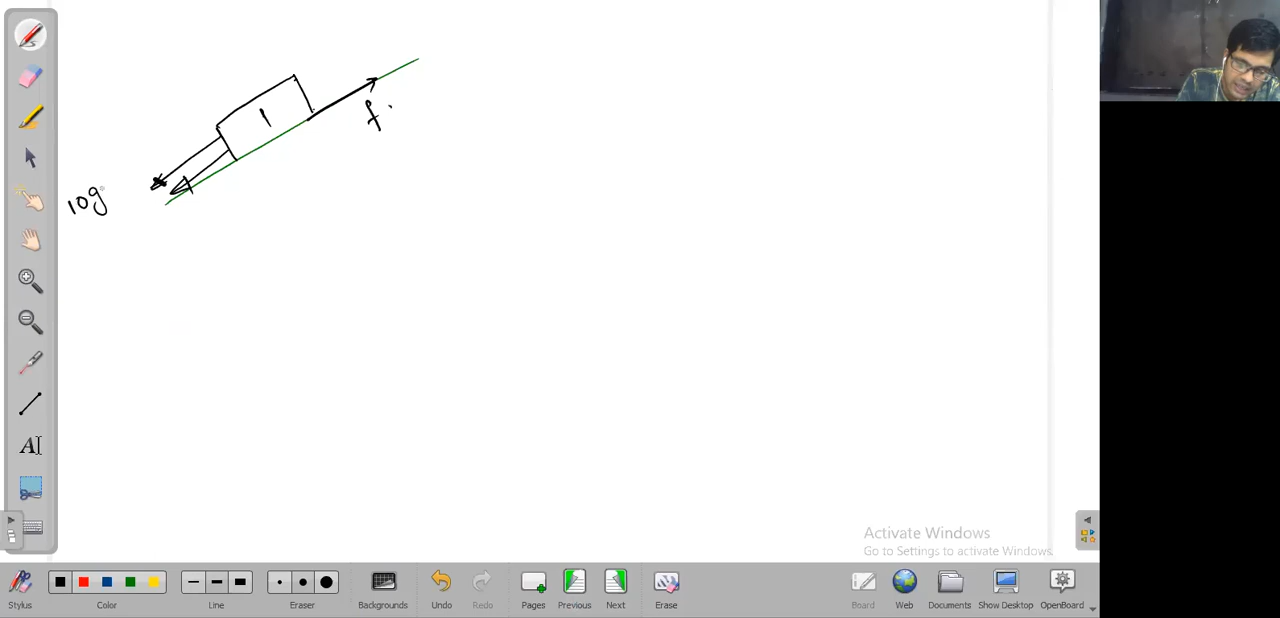 1
f
10g
A
Activate Windows
Go to Settings to activate Windows.
Stylus
Color
Line
Eraser
Backgrounds
Undo
Redo
Pages
Previous
Next
Erase
Board
Web
Documents
Show Desktop
OpenBoard